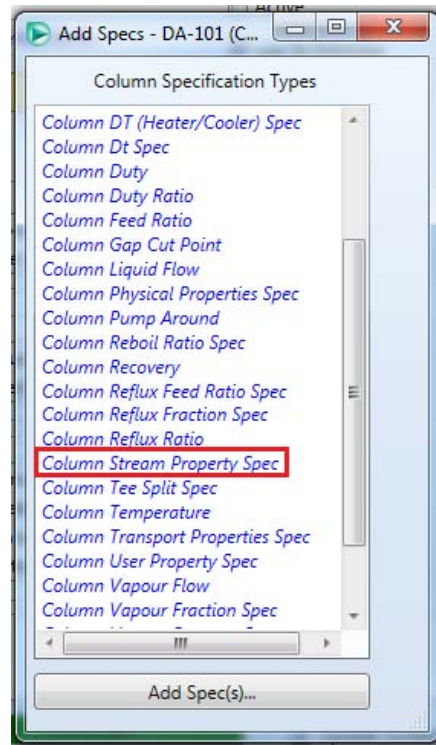 Active
Add Specs - DA-101 (C...
Column Specification Types
Column DT (Heater/Cooler) Spec
Column Dt Spec
Column Duty
Column Duty Ratio
Column Feed Ratio
Column Gap Cut Point
Column Liquid Flow
Column Physical Properties Spec
Column Pump Around
Column Reboil Ratio Spec
Column Recovery
Column Reflux Feed Ratio Spec
Column Reflux Fraction Spec
Column Reflux Ratio
Column Stream Property Spec
Column Tee Split Spec
Column Temperature
Column Transport Properties Spec
Column User Property Spec
Column Vapour Flow
Column Vapour Fraction Spec
Add Spec(s)...